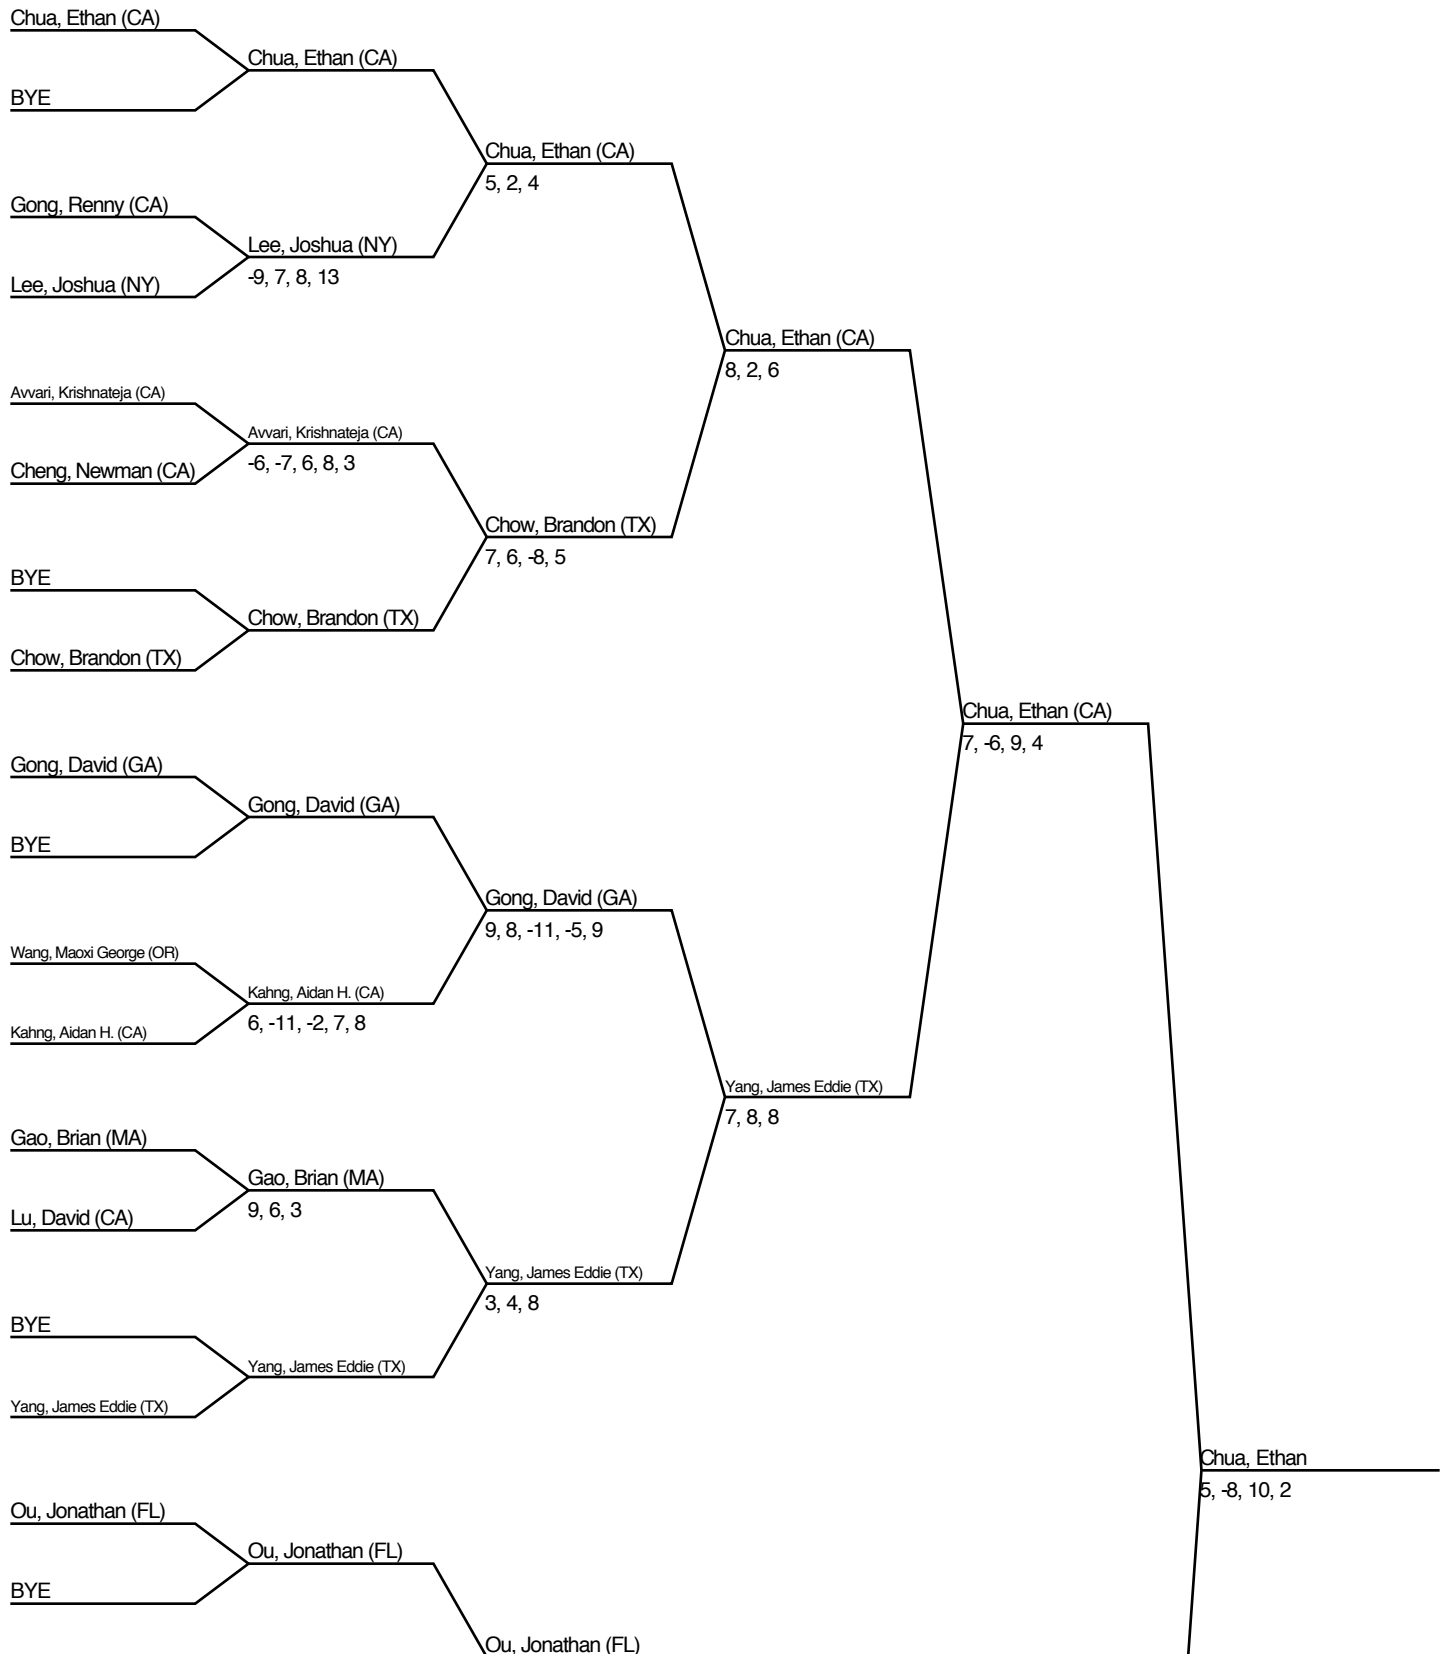 Chua, Ethan (CA)
Chua, Ethan (CA)
BYE
Chua, Ethan (CA)
5, 2, 4
Gong, Renny (CA)
Lee, Joshua (NY)
-9, 7, 8, 13
Lee, Joshua (NY)
Chua, Ethan (CA)
8, 2, 6
Avvari, Krishnateja (CA)
Avvari, Krishnateja (CA)
-6, -7, 6, 8, 3
Cheng, Newman (CA)
Chow, Brandon (TX)
7, 6, -8, 5
BYE
Chow, Brandon (TX)
Chow, Brandon (TX)
Chua, Ethan (CA)
7, -6, 9, 4
Gong, David (GA)
Gong, David (GA)
BYE
Gong, David (GA)
9, 8, -11, -5, 9
Wang, Maoxi George (OR)
Kahng, Aidan H. (CA)
6, -11, -2, 7, 8
Kahng, Aidan H. (CA)
Yang, James Eddie (TX)
7, 8, 8
Gao, Brian (MA)
Gao, Brian (MA)
9, 6, 3
Lu, David (CA)
Yang, James Eddie (TX)
3, 4, 8
BYE
Yang, James Eddie (TX)
Yang, James Eddie (TX)
Chua, Ethan
5, -8, 10, 2
Ou, Jonathan (FL)
Ou, Jonathan (FL)
BYE
Ou, Jonathan (FL)